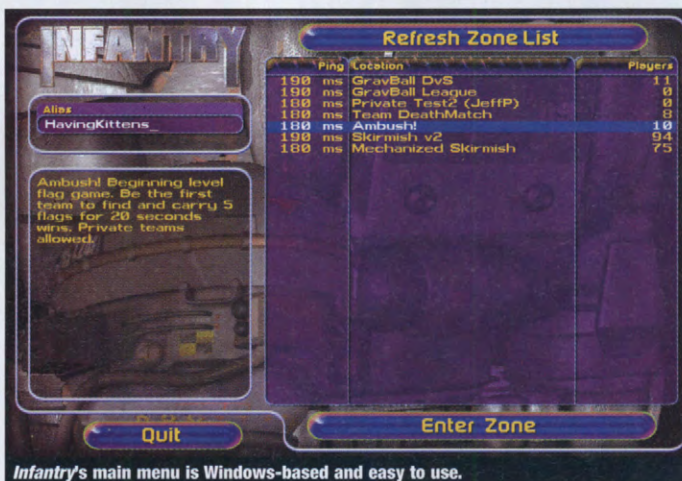 INFANTRY
Refresh Zone List
Alias
HavingKittens_
Ping Location Players
190 ms GravBall DvS 11
190 ms GravBall League 0
180 ms Private Test2 (JeffP) 0
180 ms Team DeathMatch 8
180 ms Ambush! 10
190 ms Skirmish v2 94
180 ms Mechanized Skirmish 75
Ambush! Beginning level
flag game. Be the first
team to find and carry 5
flags for 20 seconds
wins. Private teams
allowed.
Quit
Enter Zone
Infantry's main menu is Windows-based and easy to use.